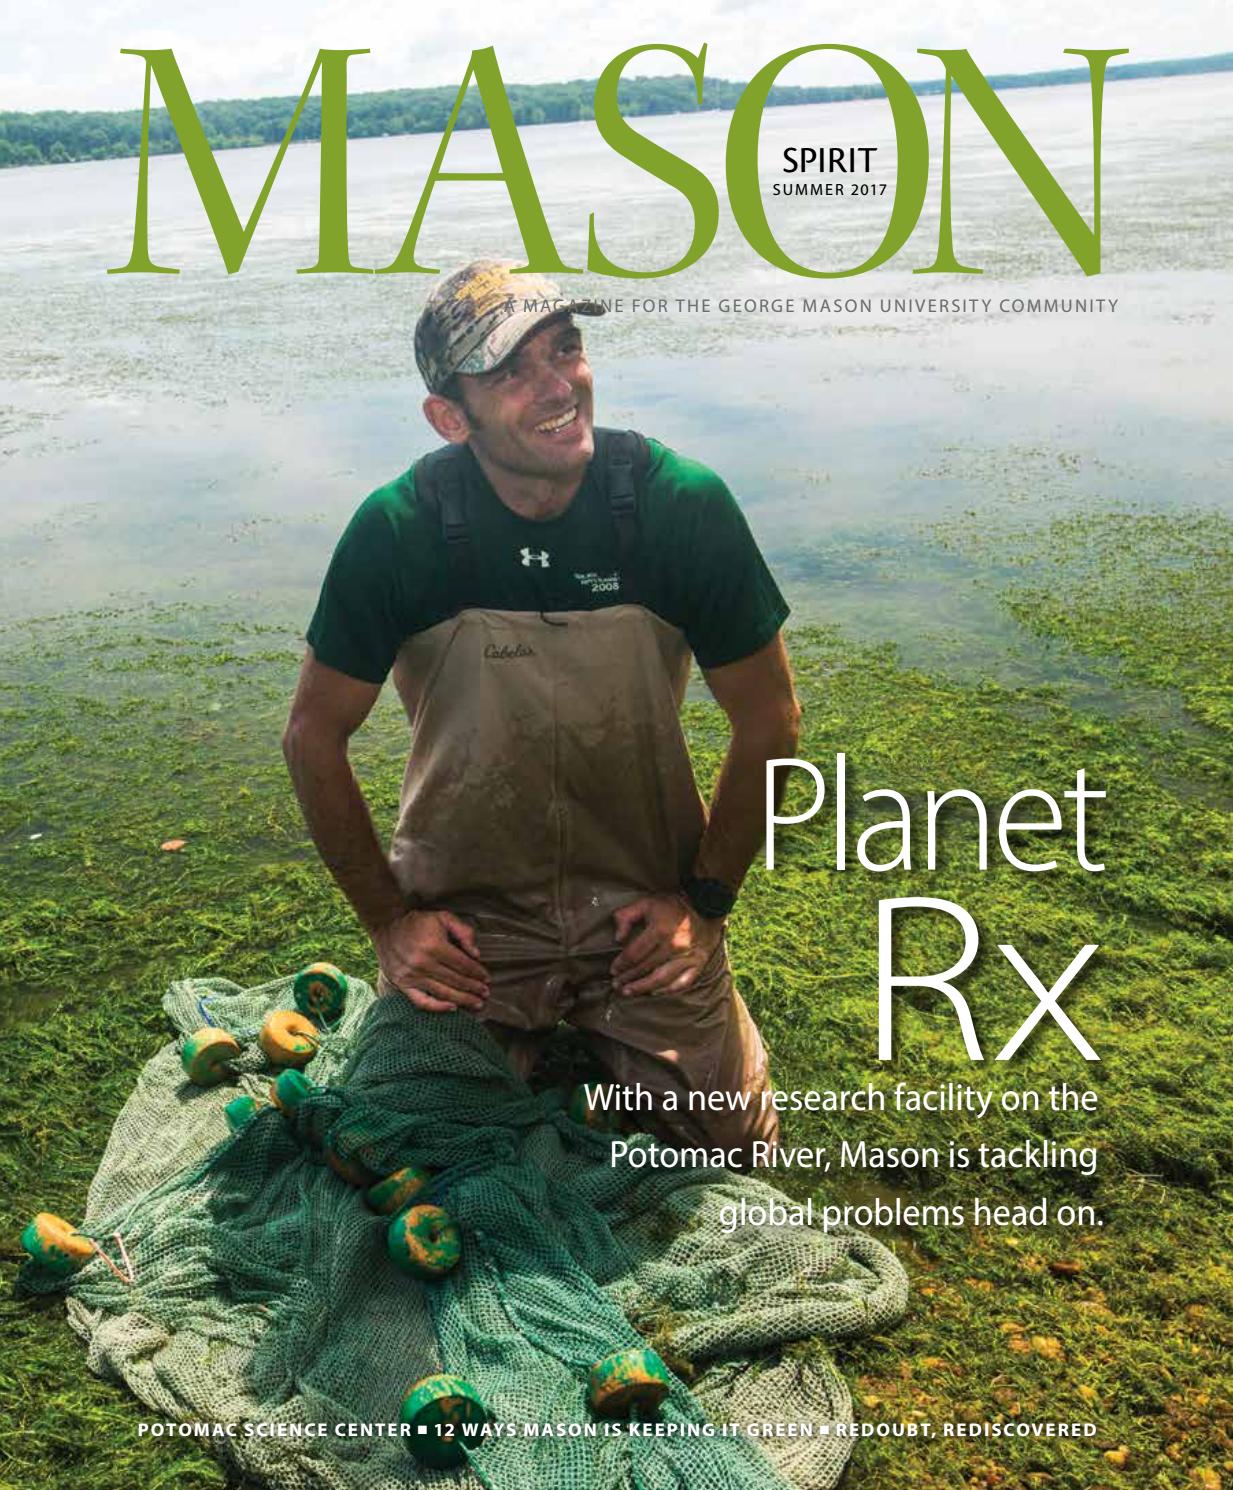 MASON
SPIRIT
SUMMER 2017
A MAGAZINE FOR THE GEORGE MASON UNIVERSITY COMMUNITY
2008
Cabela's
Planet
Rx
With a new research facility on the
Potomac River, Mason is tackling
global problems head on.
POTOMAC SCIENCE CENTER ■ 12 WAYS MASON IS KEEPING IT GREEN ■ REDOUBT, REDISCOVERED